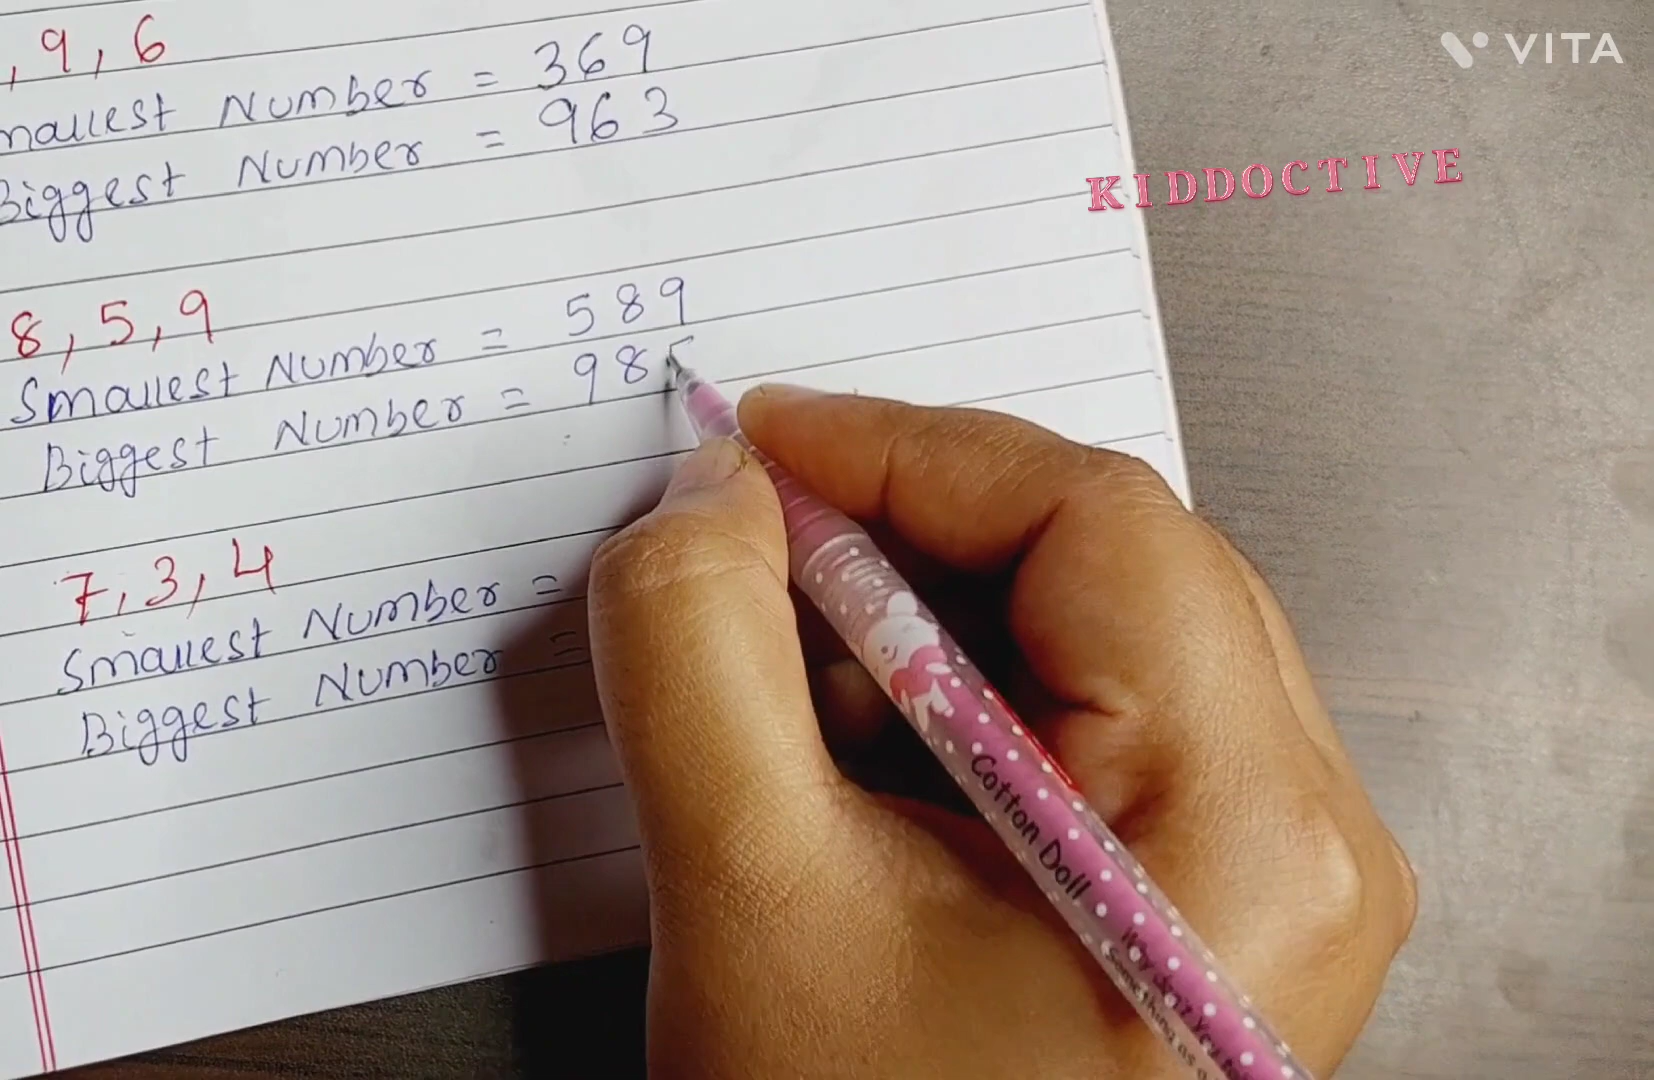 , 9, 6
mallest Number = 369
Biggest Number = 963
8, 5, 9
Smallest Number = 589
Biggest Number = 985
7, 3, 4
Smallest Number =
Biggest Number =
VITA
KIDDOCTIVE
Cotton Doll